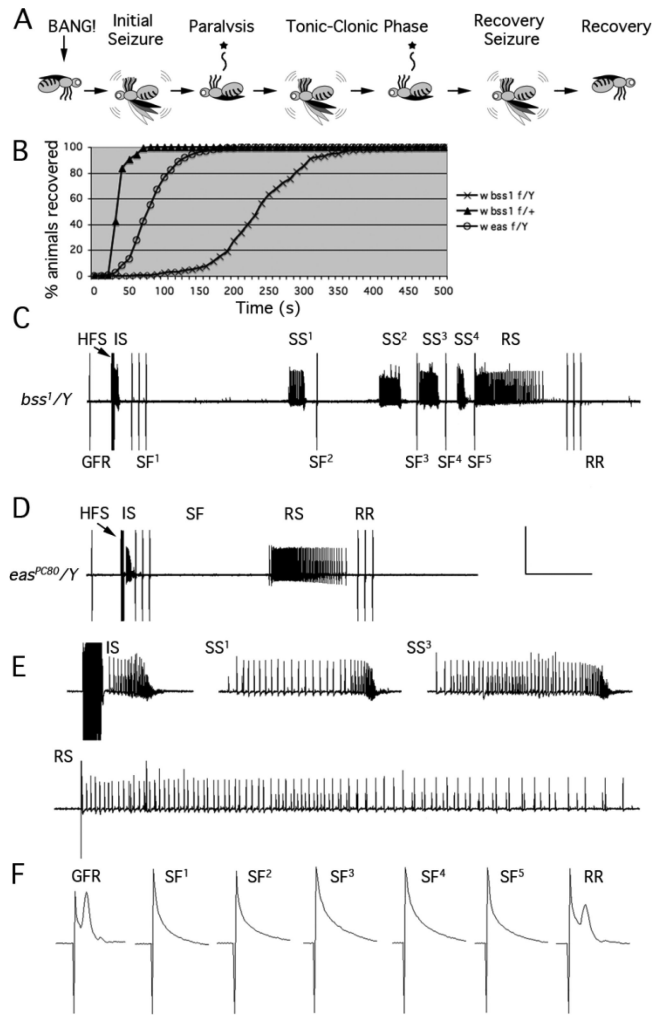 A
BANG!
Initial Seizure
Paralvsis
Tonic-Clonic Phase
Recovery Seizure
Recovery
B
% animals recovered
100
80
60
40
20
0
0 50 100 150 200 250 300 350 400 450 500
Time (s)
w bss1 f/Y
w bss1 f/+
w eas f/Y
C
HFS IS SS¹ SS² SS³ SS⁴ RS
bss¹/Y
GFR SF¹ SF² SF³ SF⁴ SF⁵ RR
D
HFS IS SF RS RR
easᴾᶜ⁸⁰/Y
E
IS SS¹ SS³
RS
F
GFR SF¹ SF² SF³ SF⁴ SF⁵ RR